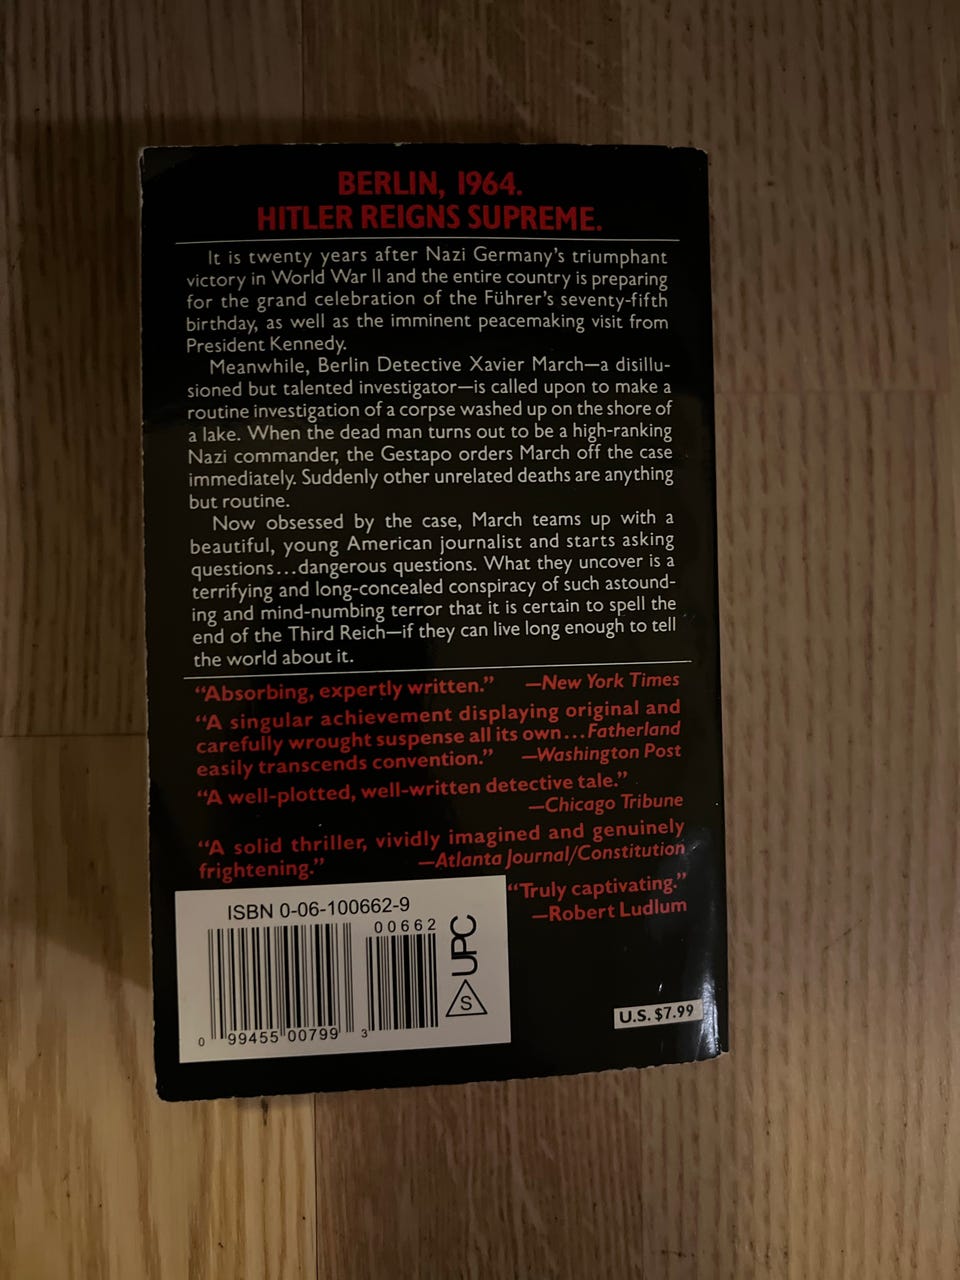 BERLIN, 1964.
HITLER REIGNS SUPREME.
It is twenty years after Nazi Germany's triumphant
victory in World War II and the entire country is preparing
for the grand celebration of the Führer's seventy-fifth
birthday, as well as the imminent peacemaking visit from
President Kennedy.
Meanwhile, Berlin Detective Xavier March—a disillu-
sioned but talented investigator—is called upon to make a
routine investigation of a corpse washed up on the shore of
a lake. When the dead man turns out to be a high-ranking
Nazi commander, the Gestapo orders March off the case
immediately. Suddenly other unrelated deaths are anything
but routine.
Now obsessed by the case, March teams up with a
beautiful, young American journalist and starts asking
questions...dangerous questions. What they uncover is a
terrifying and long-concealed conspiracy of such astound-
ing and mind-numbing terror that it is certain to spell the
end of the Third Reich—if they can live long enough to tell
the world about it.
"Absorbing, expertly written." —New York Times
"A singular achievement displaying original and
carefully wrought suspense all its own...Fatherland
easily transcends convention." —Washington Post
"A well-plotted, well-written detective tale."
—Chicago Tribune
"A solid thriller, vividly imagined and genuinely
frightening." —Atlanta Journal/Constitution
"Truly captivating."
—Robert Ludlum
ISBN 0-06-100662-9
00662
UPC
S
0 99455 00799 3
U.S. $7.99